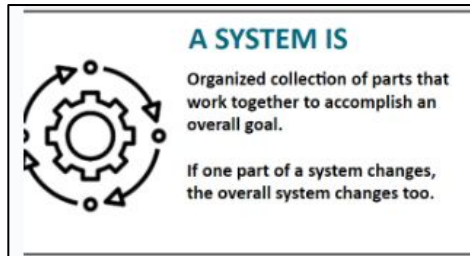 A SYSTEM IS
Organized collection of parts that
work together to accomplish an
overall goal.
If one part of a system changes,
the overall system changes too.